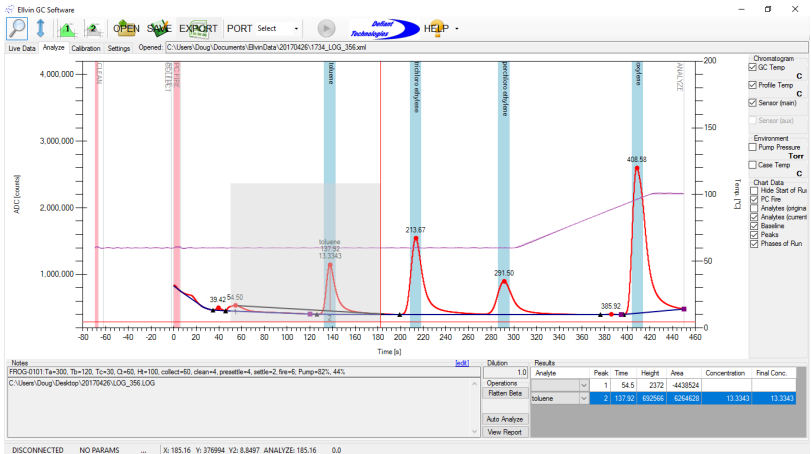 Ellvin GC Software
1 2 OPEN SAVE EXPORT PORT Select Defiant Technologies HELP
Live Data Analyze Calibration Settings Opened: C:\Users\Doug\Documents\EllvinData\20170426\1734_LOG_356.xml
4,000,000
3,000,000
2,000,000
1,000,000
ADC [counts]
CLEAN
PC FIRE
toluene
trichloro ethylene
perchloro ethylene
oxylene
ANALYZE
200
150
100
50
0
Temp. [°C]
39.42 54.50
toluene
137.92
13.3343
213.67
291.50
385.92
408.58
1
2
-80 -60 -40 -20 0 20 40 60 80 100 120 140 160 180 200 220 240 260 280 300 320 340 360 380 400 420 440 460
Time [s]
Chromatogram
GC Temp
C
Profile Temp
C
Sensor (main)
Sensor (aux)
Environment
Pump Pressure
Torr
Case Temp
C
Chart Data
Hide Start of Run
PC Fire
Analytes (origina
Analytes (current
Baseline
Peaks
Phases of Run
Notes [edit]
FROG-0101:Ta=300, Tb=120, Tc=30, Ct=60, Ht=100, collect=60, clean=4, presettle=4, settle=2, fire=6, Pump=82%, 44%
C:\Users\Doug\Desktop\20170426\LOG_356.LOG
Dilution
1.0
Operations
Flatten Beta
Auto Analyze
View Report
Results
Analyte Peak Time Height Area Concentration Final Conc.
1 54.5 2372 -4438524
toluene 2 137.92 692566 6264628 13.3343 13.3343
DISCONNECTED NO PARAMS ... X: 185.16 Y: 376994 Y2: 8.8497 ANALYZE: 185.16 0.0